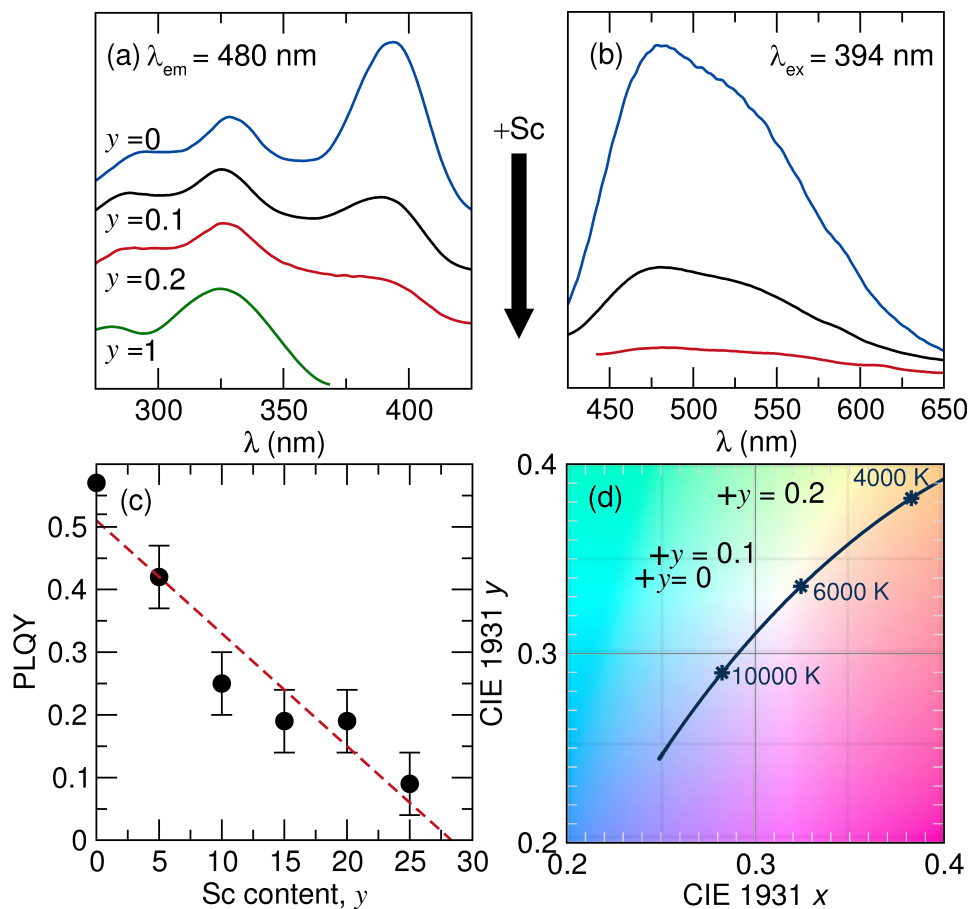 (a) λem = 480 nm
y =0
y =0.1
y =0.2
y =1
300 350 400
λ (nm)
+Sc
(b) λex = 394 nm
450 500 550 600 650
λ (nm)
(c)
0.5
0.4
0.3
0.2
0.1
0
PLQY
0 5 10 15 20 25 30
Sc content, y
(d)
0.4
0.3
0.2
CIE 1931 y
+y = 0.2
+y = 0.1
+y= 0
4000 K
6000 K
10000 K
0.2 0.3 0.4
CIE 1931 x